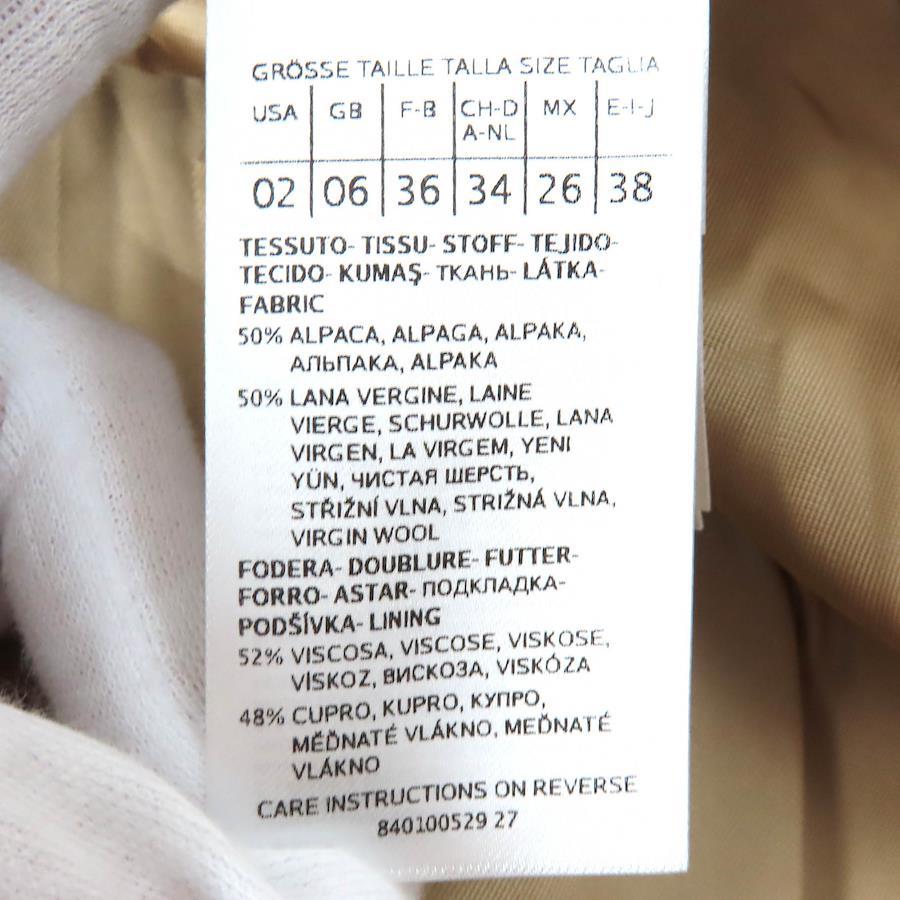 GRÖSSE TAILLE TALLA SIZE TAGLIA
USA GB F-B CH-D A-NL MX E-I-J
02 06 36 34 26 38
TESSUTO- TISSU- STOFF- TEJIDO-
TECIDO- KUMAŞ- ТКАНЬ- LÁTKA-
FABRIC
50% ALPACA, ALPAGA, ALPAKA,
АЛЬПАКА, ALPAKA
50% LANA VERGINE, LAINE
VIERGE, SCHURWOLLE, LANA
VIRGEN, LA VIRGEM, YENI
YÜN, ЧИСТАЯ ШЕРСТЬ,
STŘIŽNÍ VLNA, STRIŽNÁ VLNA,
VIRGIN WOOL
FODERA- DOUBLURE- FUTTER-
FORRO- ASTAR- ПОДКЛАДКА-
PODŠÍVKA- LINING
52% VISCOSA, VISCOSE, VISKOSE,
VİSKOZ, ВИСКОЗА, VISKÓZA
48% CUPRO, KUPRO, КУПРО,
MĚĎNATÉ VLÁKNO, MEĎNATÉ
VLÁKNO
CARE INSTRUCTIONS ON REVERSE
840100529 27